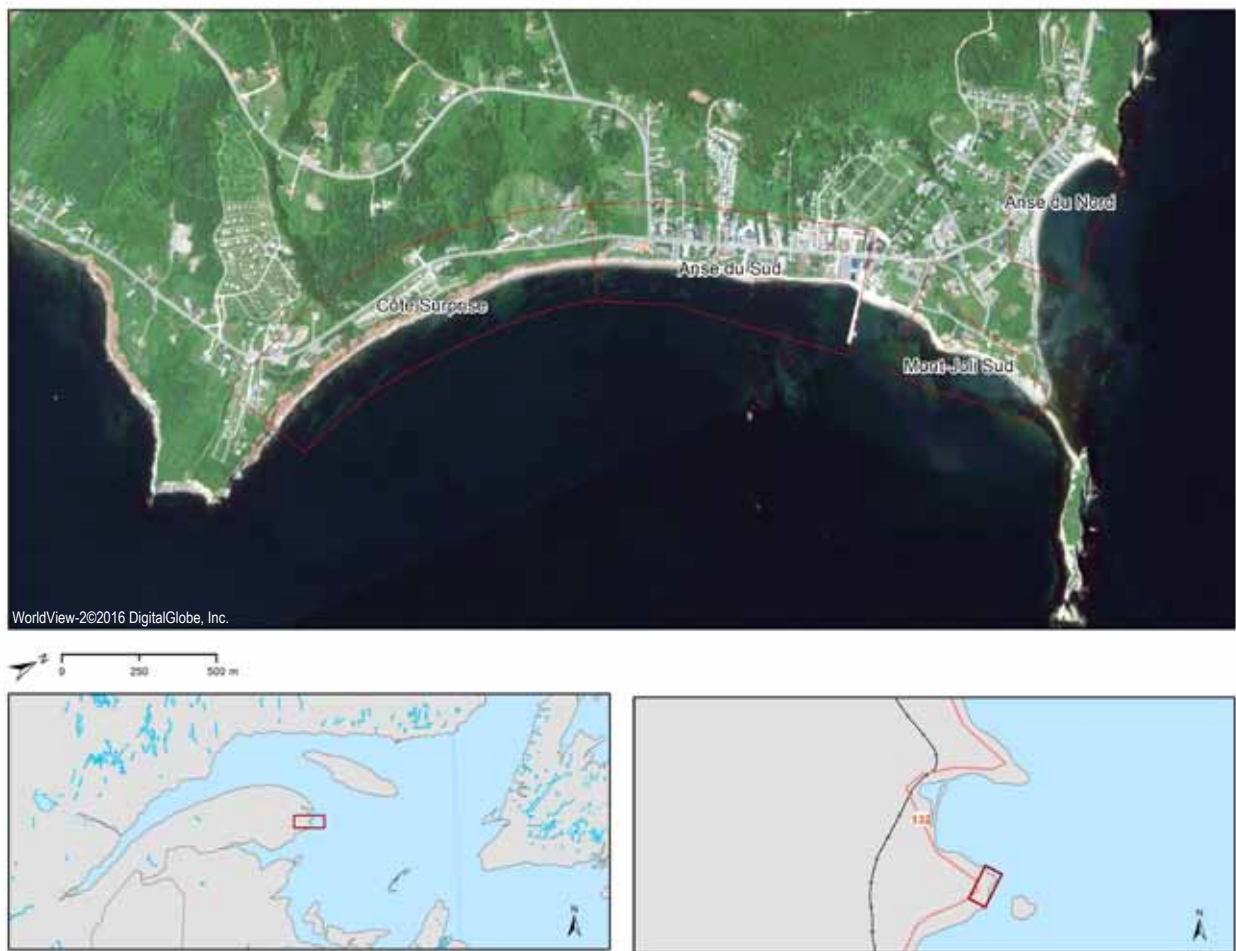 Anse du Nord
Anse du Sud
Côte Surprise
Mont-Joli Sud
WorldView-2©2016 DigitalGlobe, Inc.
N
0 250 500 m
132
N
N